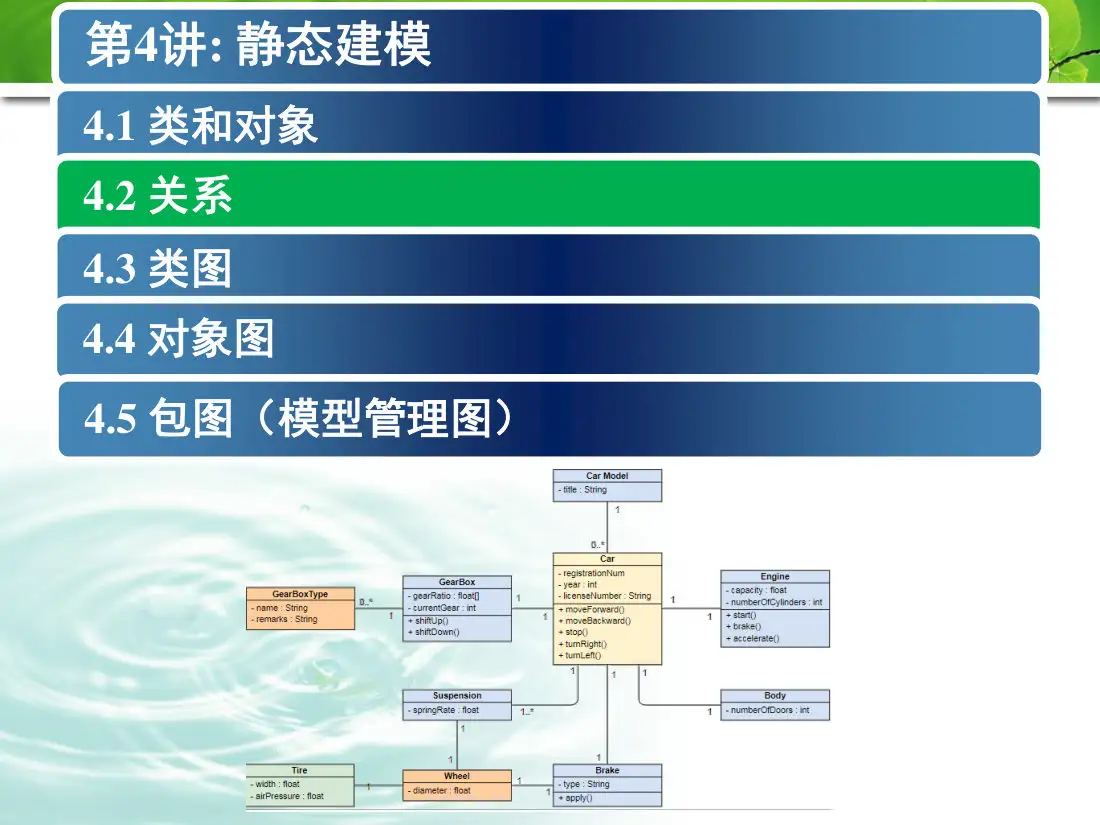 第4讲: 静态建模
4.1 类和对象
4.2 关系
4.3 类图
4.4 对象图
4.5 包图（模型管理图）
Car Model
- title : String
1
0..*
Car
- registrationNum
- year : int
- licenseNumber : String
+ moveForward()
+ moveBackward()
+ stop()
+ turnRight()
+ turnLeft()
GearBoxType
- name : String
- remarks : String
0..*
1
GearBox
- gearRatio : float[]
- currentGear : int
+ shiftUp()
+ shiftDown()
1
1
1
1
Engine
- capacity : float
- numberOfCylinders : int
+ start()
+ brake()
+ accelerate()
1
1
1
Suspension
- springRate : float
1..*
1
Body
- numberOfDoors : int
1
1
1
Tire
- width : float
- airPressure : float
1
Wheel
- diameter : float
1
1
Brake
- type : String
+ apply()